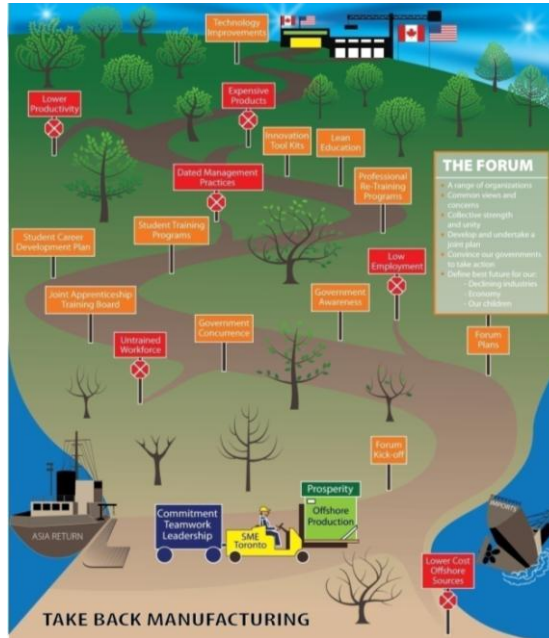 Technology
Improvements
Lower
Productivity
Expensive
Products
Innovation
Tool Kits
Lean
Education
Dated Management
Practices
Professional
Re-Training
Programs
THE FORUM
A range of organizations
Common views and
concerns
Collective strength
and unity
Develop and undertake a
joint plan
Convince our governments
to take action
Define best future for our:
- Declining industries
- Economy
- Our children
Student Career
Development Plan
Student Training
Programs
Low
Employment
Joint Apprenticeship
Training Board
Government
Awareness
Untrained
Workforce
Government
Concurrence
Forum
Plans
Forum
Kick-off
Prosperity
Offshore
Production
Commitment
Teamwork
Leadership
SME
Toronto
ASIA RETURN
IMPORTS
Lower Cost
Offshore
Sources
TAKE BACK MANUFACTURING